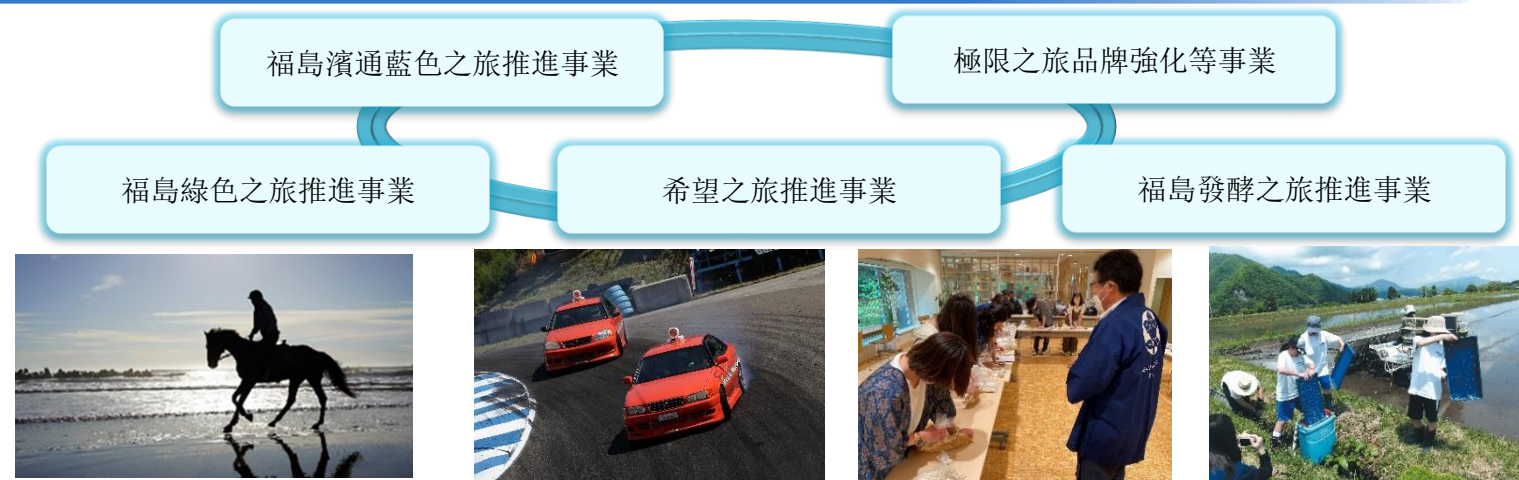 福島濱通藍色之旅推進事業
極限之旅品牌強化等事業
福島綠色之旅推進事業
希望之旅推進事業
福島發酵之旅推進事業